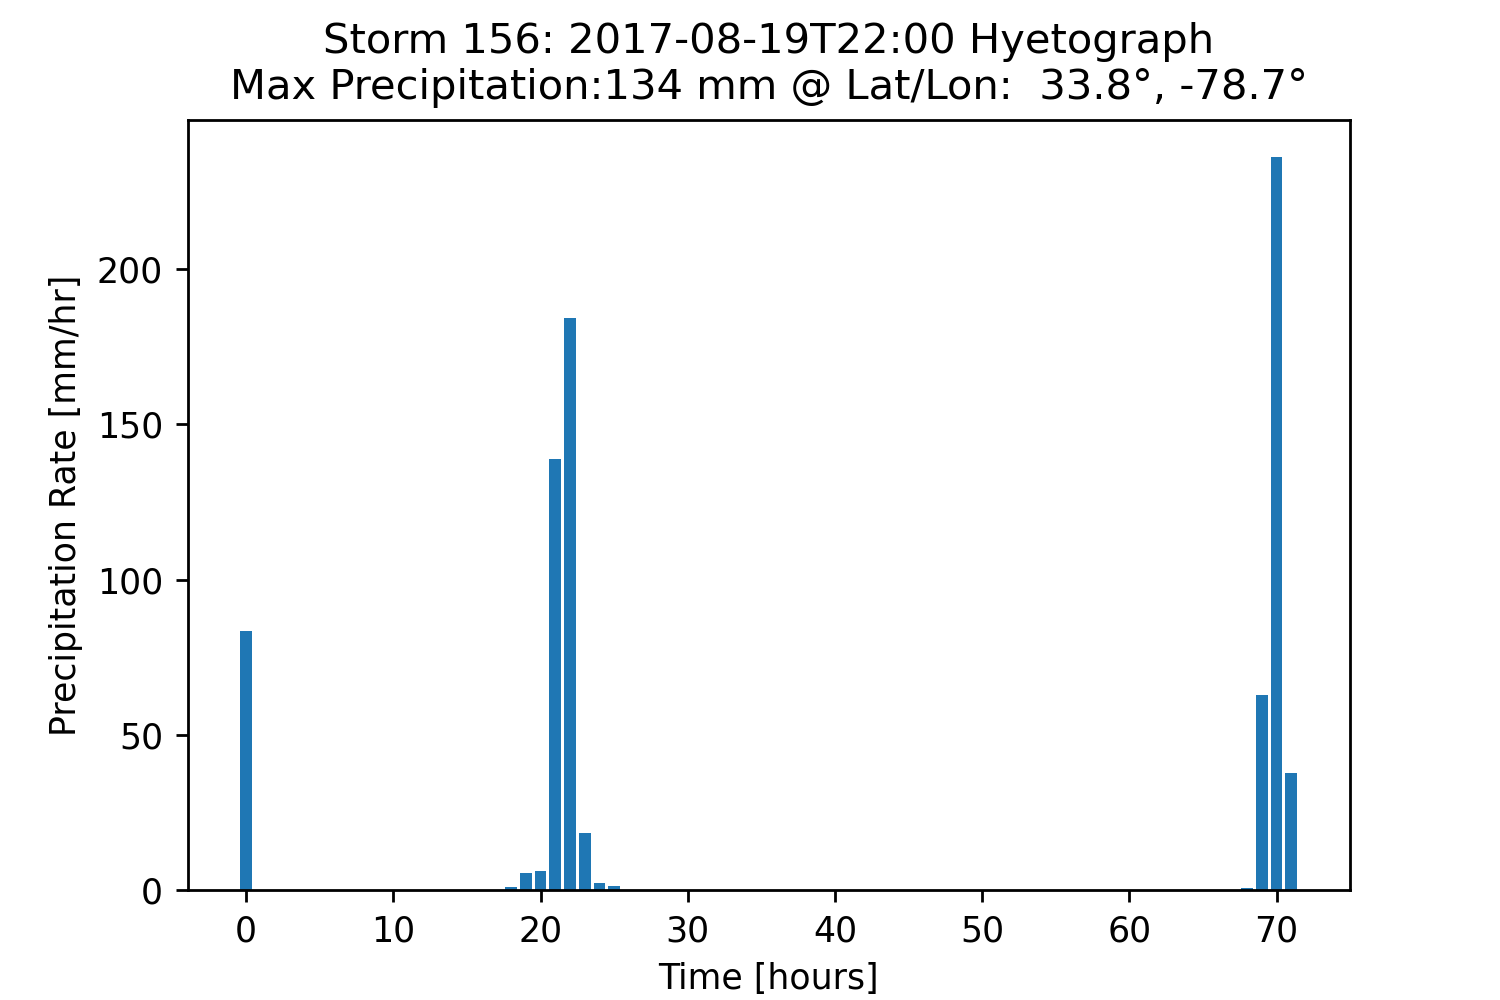 Storm 156: 2017-08-19T22:00 Hyetograph
Max Precipitation:134 mm @ Lat/Lon:  33.8°, -78.7°
Precipitation Rate [mm/hr]
200
150
100
50
0
0 10 20 30 40 50 60 70
Time [hours]